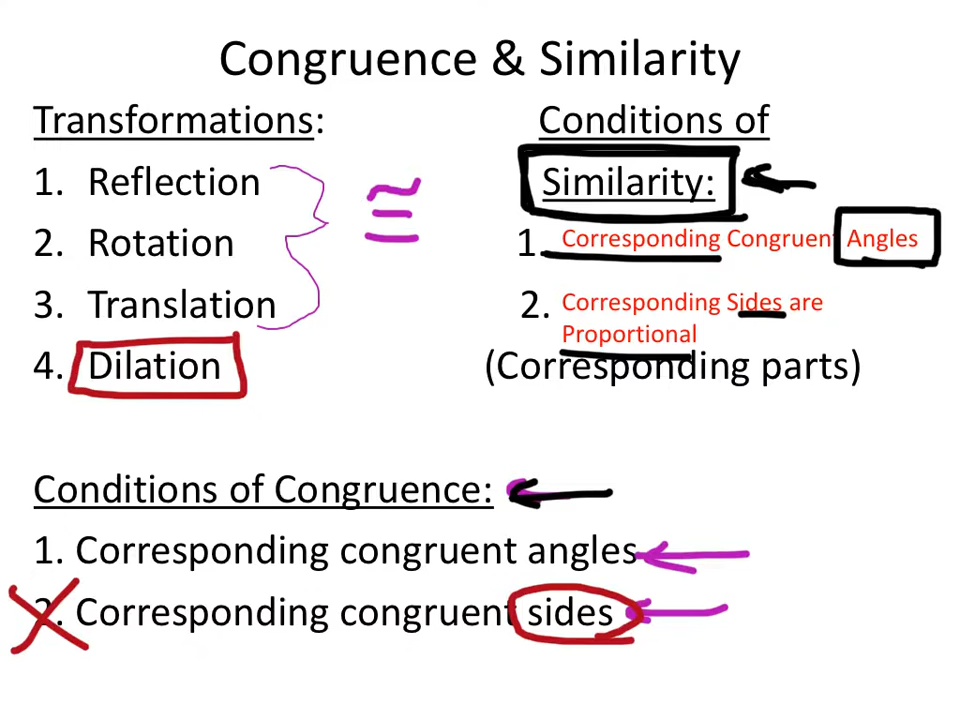 Congruence & Similarity
Transformations:
1. Reflection
2. Rotation
3. Translation
4. Dilation
≅
Conditions of
Similarity:
1. Corresponding Congruent Angles
2. Corresponding Sides are
Proportional
(Corresponding parts)
Conditions of Congruence:
1. Corresponding congruent angles
2. Corresponding congruent sides